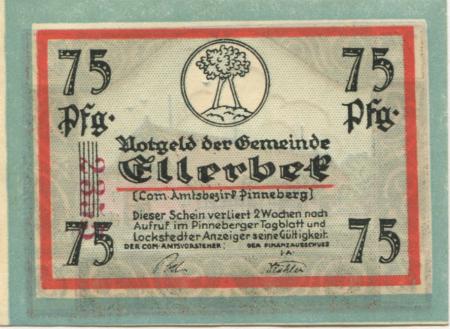 75 75
Pfg. Pfg.
Notgeld der Gemeinde
Ellerbek
(Com. Amtsbezirk Pinneberg)
Dieser Schein verliert 2 Wochen nach
Aufruf im Pinneberger Tagblatt und
Lockstedter Anzeiger seine Gültigkeit.
DER COM. AMTSVORSTEHER: DER FINANZAUSSCHUSS
I.A.
75 75